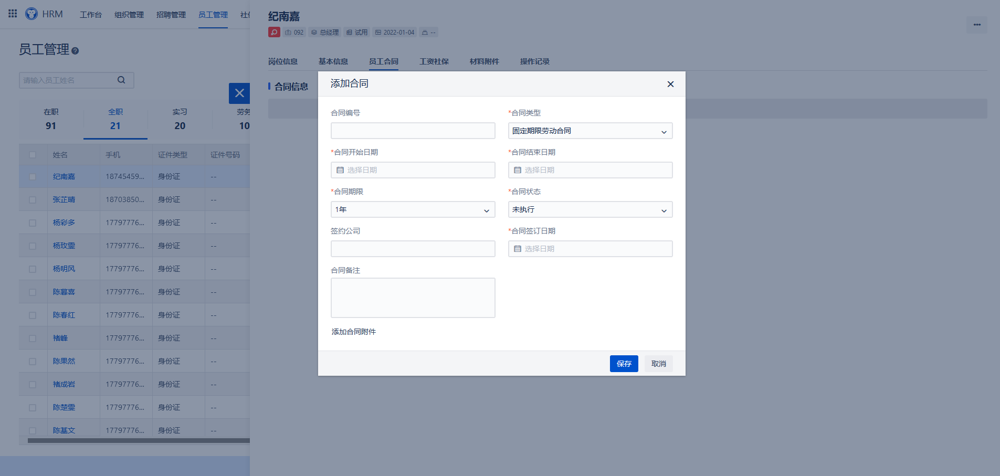 HRM 工作台 组织管理 招聘管理 员工管理
员工管理
请输入员工姓名
在职 全职 实习 劳务
91 21 20 10
姓名 手机 证件类型 证件号码
纪南嘉 18745459... 身份证 --
张芷晴 18703850... 身份证 --
杨彩多 17797776... 身份证 --
杨玫雯 17797776... 身份证 --
杨明风 17797776... 身份证 --
陈暮喜 17797776... 身份证 --
陈春红 17797776... 身份证 --
褚峰 17797776... 身份证 --
陈果然 17797776... 身份证 --
褚成岩 17797776... 身份证 --
陈楚雯 17797776... 身份证 --
陈基文 17797776... 身份证 --
纪南嘉
092 总经理 试用 2022-01-04 --
岗位信息 基本信息 员工合同 工资社保 材料附件 操作记录
合同信息
添加合同
合同编号 *合同类型
固定期限劳动合同
*合同开始日期 *合同结束日期
选择日期 选择日期
*合同期限 *合同状态
1年 未执行
签约公司 *合同签订日期
选择日期
合同备注
添加合同附件
保存 取消